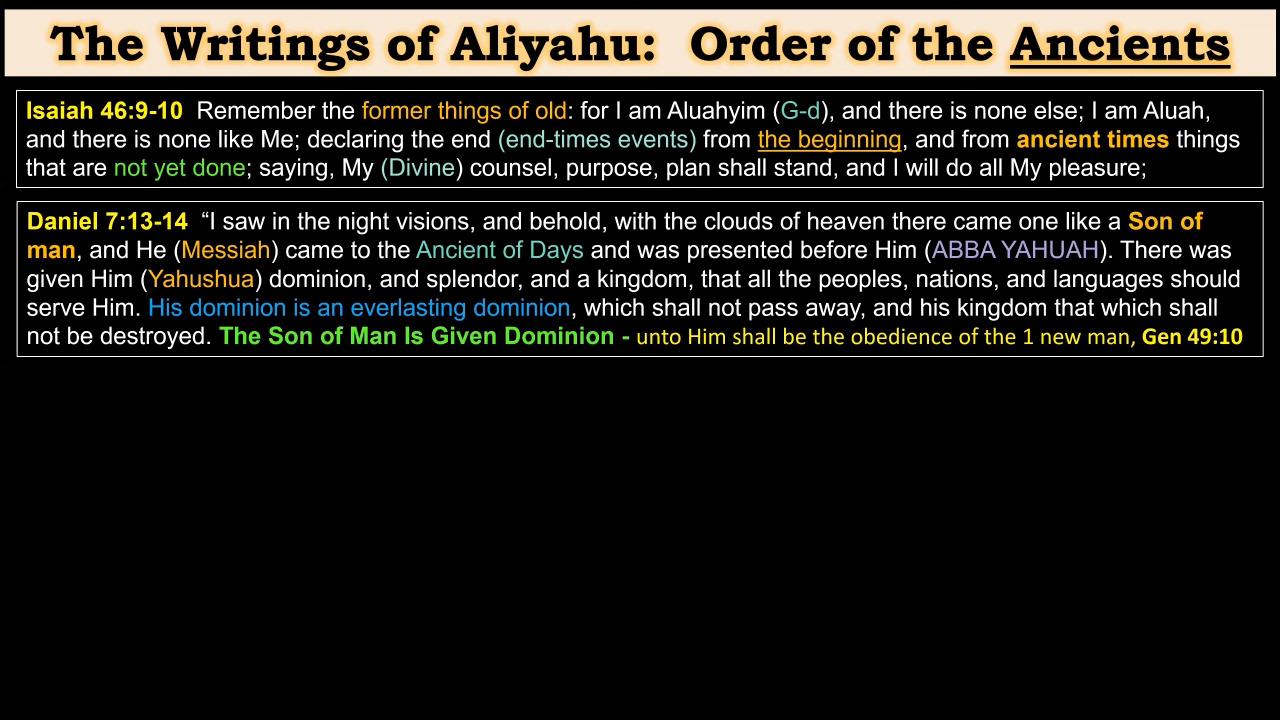 The Writings of Aliyahu:  Order of the Ancients
Isaiah 46:9-10  Remember the former things of old: for I am Aluahyim (G-d), and there is none else; I am Aluah,
and there is none like Me; declaring the end (end-times events) from the beginning, and from ancient times things
that are not yet done; saying, My (Divine) counsel, purpose, plan shall stand, and I will do all My pleasure;
Daniel 7:13-14  “I saw in the night visions, and behold, with the clouds of heaven there came one like a Son of
man, and He (Messiah) came to the Ancient of Days and was presented before Him (ABBA YAHUAH). There was
given Him (Yahushua) dominion, and splendor, and a kingdom, that all the peoples, nations, and languages should
serve Him. His dominion is an everlasting dominion, which shall not pass away, and his kingdom that which shall
not be destroyed. The Son of Man Is Given Dominion - unto Him shall be the obedience of the 1 new man, Gen 49:10